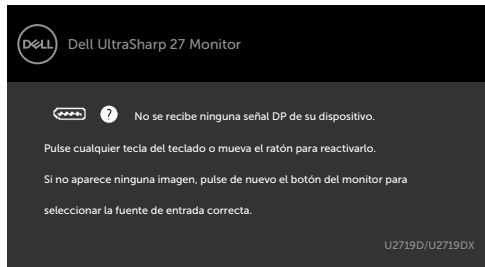 DELL Dell UltraSharp 27 Monitor
? No se recibe ninguna señal DP de su dispositivo.
Pulse cualquier tecla del teclado o mueva el ratón para reactivarlo.
Si no aparece ninguna imagen, pulse de nuevo el botón del monitor para
seleccionar la fuente de entrada correcta.
U2719D/U2719DX